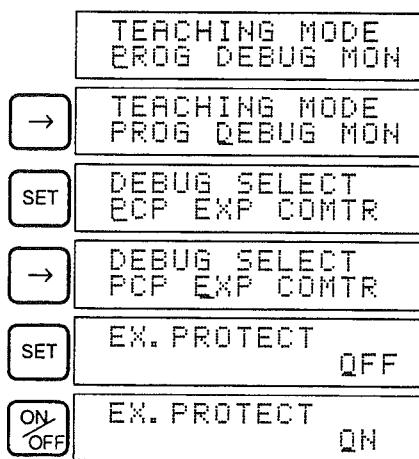 TEACHING MODE
PROG DEBUG MON
→
TEACHING MODE
PROG DEBUG MON
SET
DEBUG SELECT
PCP EXP COMTR
→
DEBUG SELECT
PCP EXP COMTR
SET
EX. PROTECT
OFF
ON/OFF
EX. PROTECT
ON